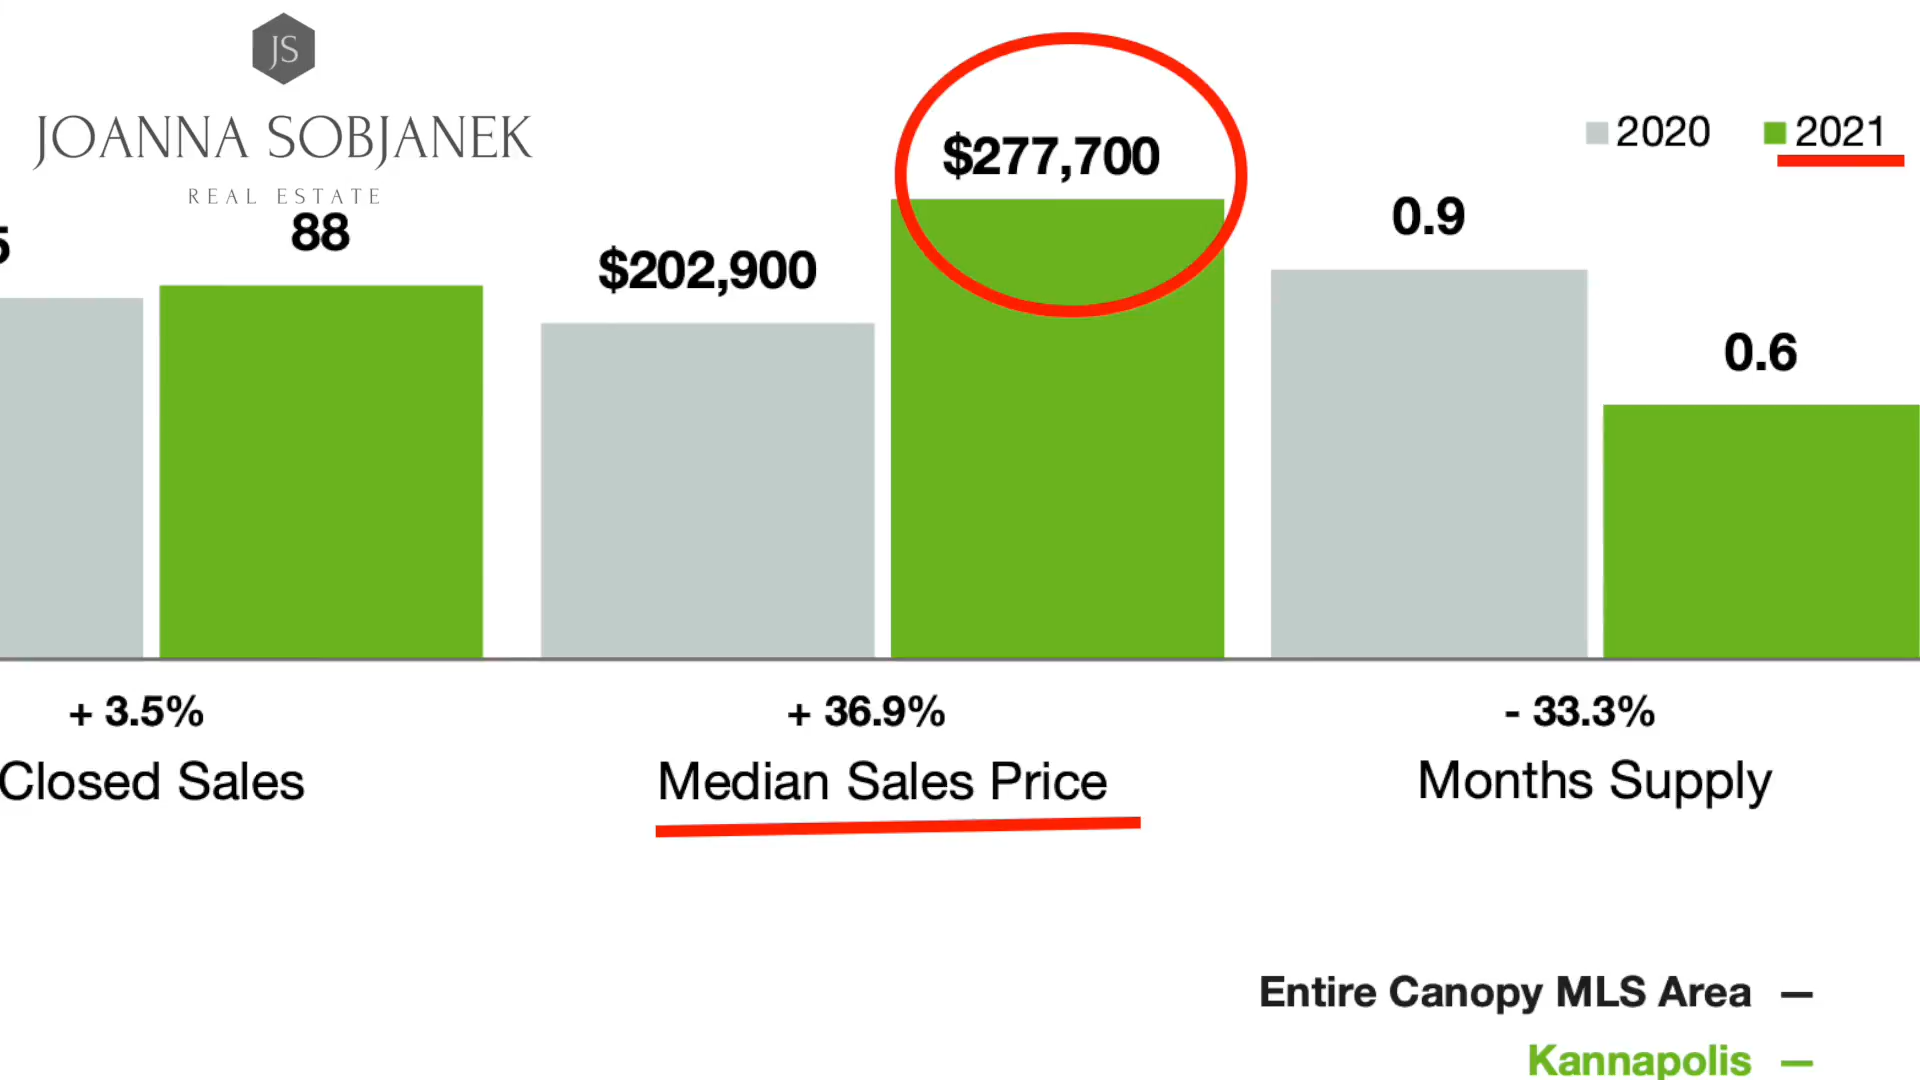 JS
JOANNA SOBJANEK
REAL ESTATE
2020
2021
5
88
$202,900
$277,700
0.9
0.6
+ 3.5%
+ 36.9%
- 33.3%
Closed Sales
Median Sales Price
Months Supply
Entire Canopy MLS Area
Kannapolis